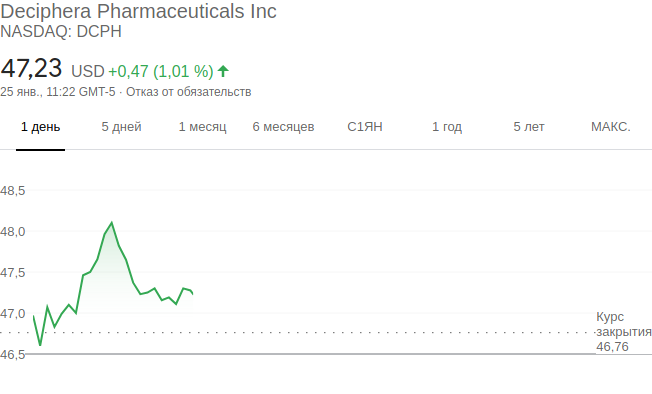 Deciphera Pharmaceuticals Inc
NASDAQ: DCPH
47,23 USD +0,47 (1,01 %)
25 янв., 11:22 GMT-5 · Отказ от обязательств
1 день 5 дней 1 месяц 6 месяцев С1ЯН 1 год 5 лет МАКС.
48,5
48,0
47,5
47,0
46,5
Курс
закрытия
46,76